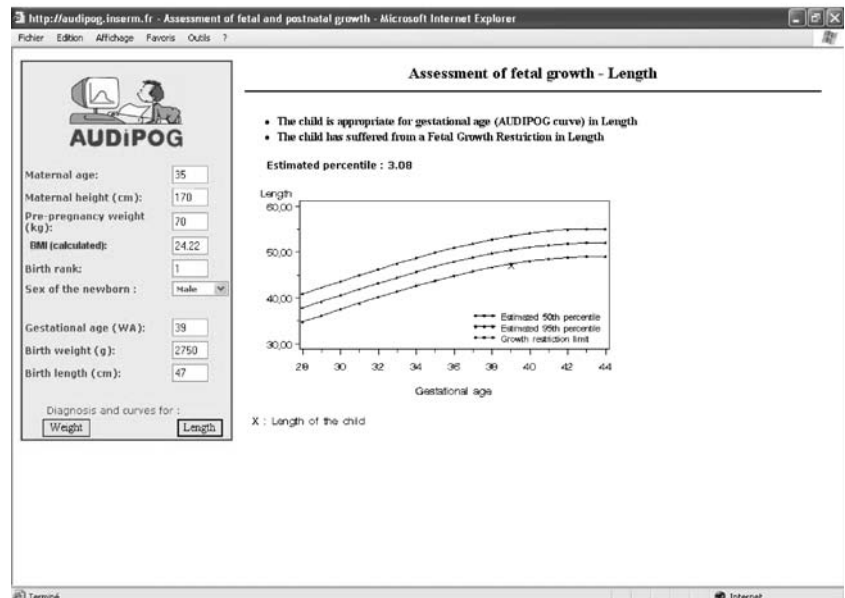 http://audipog.inserm.fr - Assessment of fetal and postnatal growth - Microsoft Internet Explorer
Fichier Edition Affichage Favoris Outils ?
AUDiPOG
Maternal age: 35
Maternal height (cm): 170
Pre-pregnancy weight
(kg): 70
BMI (calculated): 24.22
Birth rank: 1
Sex of the newborn : Male
Gestational age (WA): 39
Birth weight (g): 2750
Birth length (cm): 47
Diagnosis and curves for :
Weight Length
Assessment of fetal growth - Length
• The child is appropriate for gestational age (AUDIPOG curve) in Length
• The child has suffered from a Fetal Growth Restriction in Length
Estimated percentile : 3.08
Length
60,00
50,00
40,00
30,00
Estimated 50th percentile
Estimated 95th percentile
Growth restriction limit
28 30 32 34 36 38 40 42 44
Gestational age
X
X : Length of the child
Terminé Internet